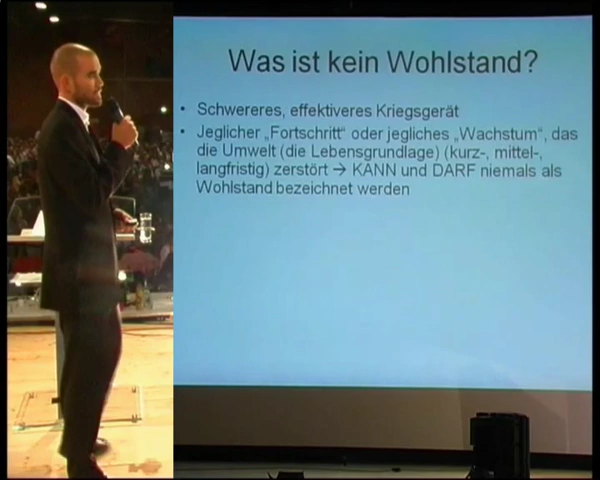 Was ist kein Wohlstand?
• Schwereres, effektiveres Kriegsgerät
• Jeglicher „Fortschritt“ oder jegliches „Wachstum“, das
die Umwelt (die Lebensgrundlage) (kurz-, mittel-,
langfristig) zerstört → KANN und DARF niemals als
Wohlstand bezeichnet werden